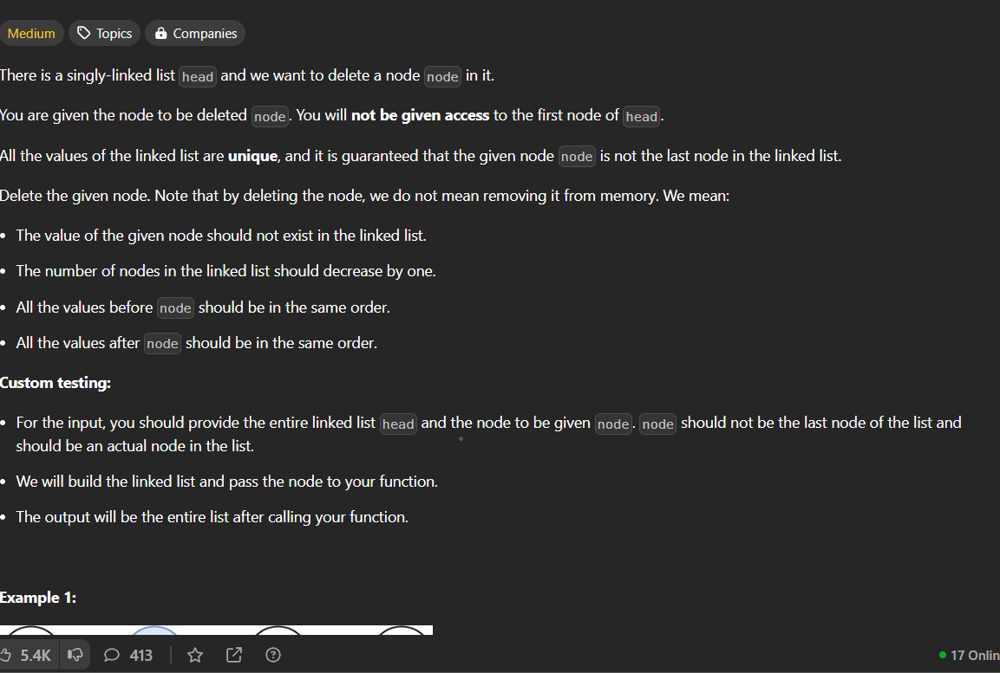 Medium Topics Companies
There is a singly-linked list head and we want to delete a node node in it.
You are given the node to be deleted node. You will not be given access to the first node of head.
All the values of the linked list are unique, and it is guaranteed that the given node node is not the last node in the linked list.
Delete the given node. Note that by deleting the node, we do not mean removing it from memory. We mean:
• The value of the given node should not exist in the linked list.
• The number of nodes in the linked list should decrease by one.
• All the values before node should be in the same order.
• All the values after node should be in the same order.
Custom testing:
• For the input, you should provide the entire linked list head and the node to be given node. node should not be the last node of the list and
should be an actual node in the list.
• We will build the linked list and pass the node to your function.
• The output will be the entire list after calling your function.
Example 1:
5.4K 413 17 Onlin